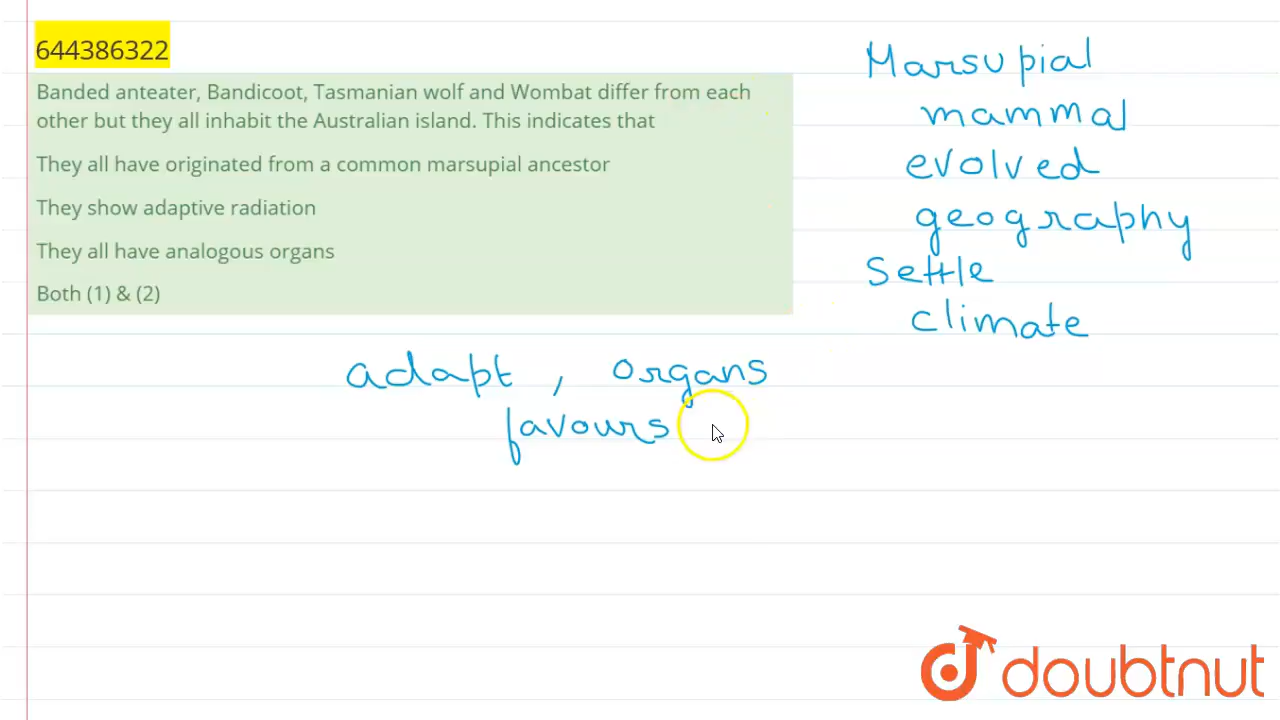 644386322
Banded anteater, Bandicoot, Tasmanian wolf and Wombat differ from each
other but they all inhabit the Australian island. This indicates that
They all have originated from a common marsupial ancestor
They show adaptive radiation
They all have analogous organs
Both (1) & (2)
Marsupial
mammal
evolved
geography
Settle
climate
adapt , organs
favours
doubtnut